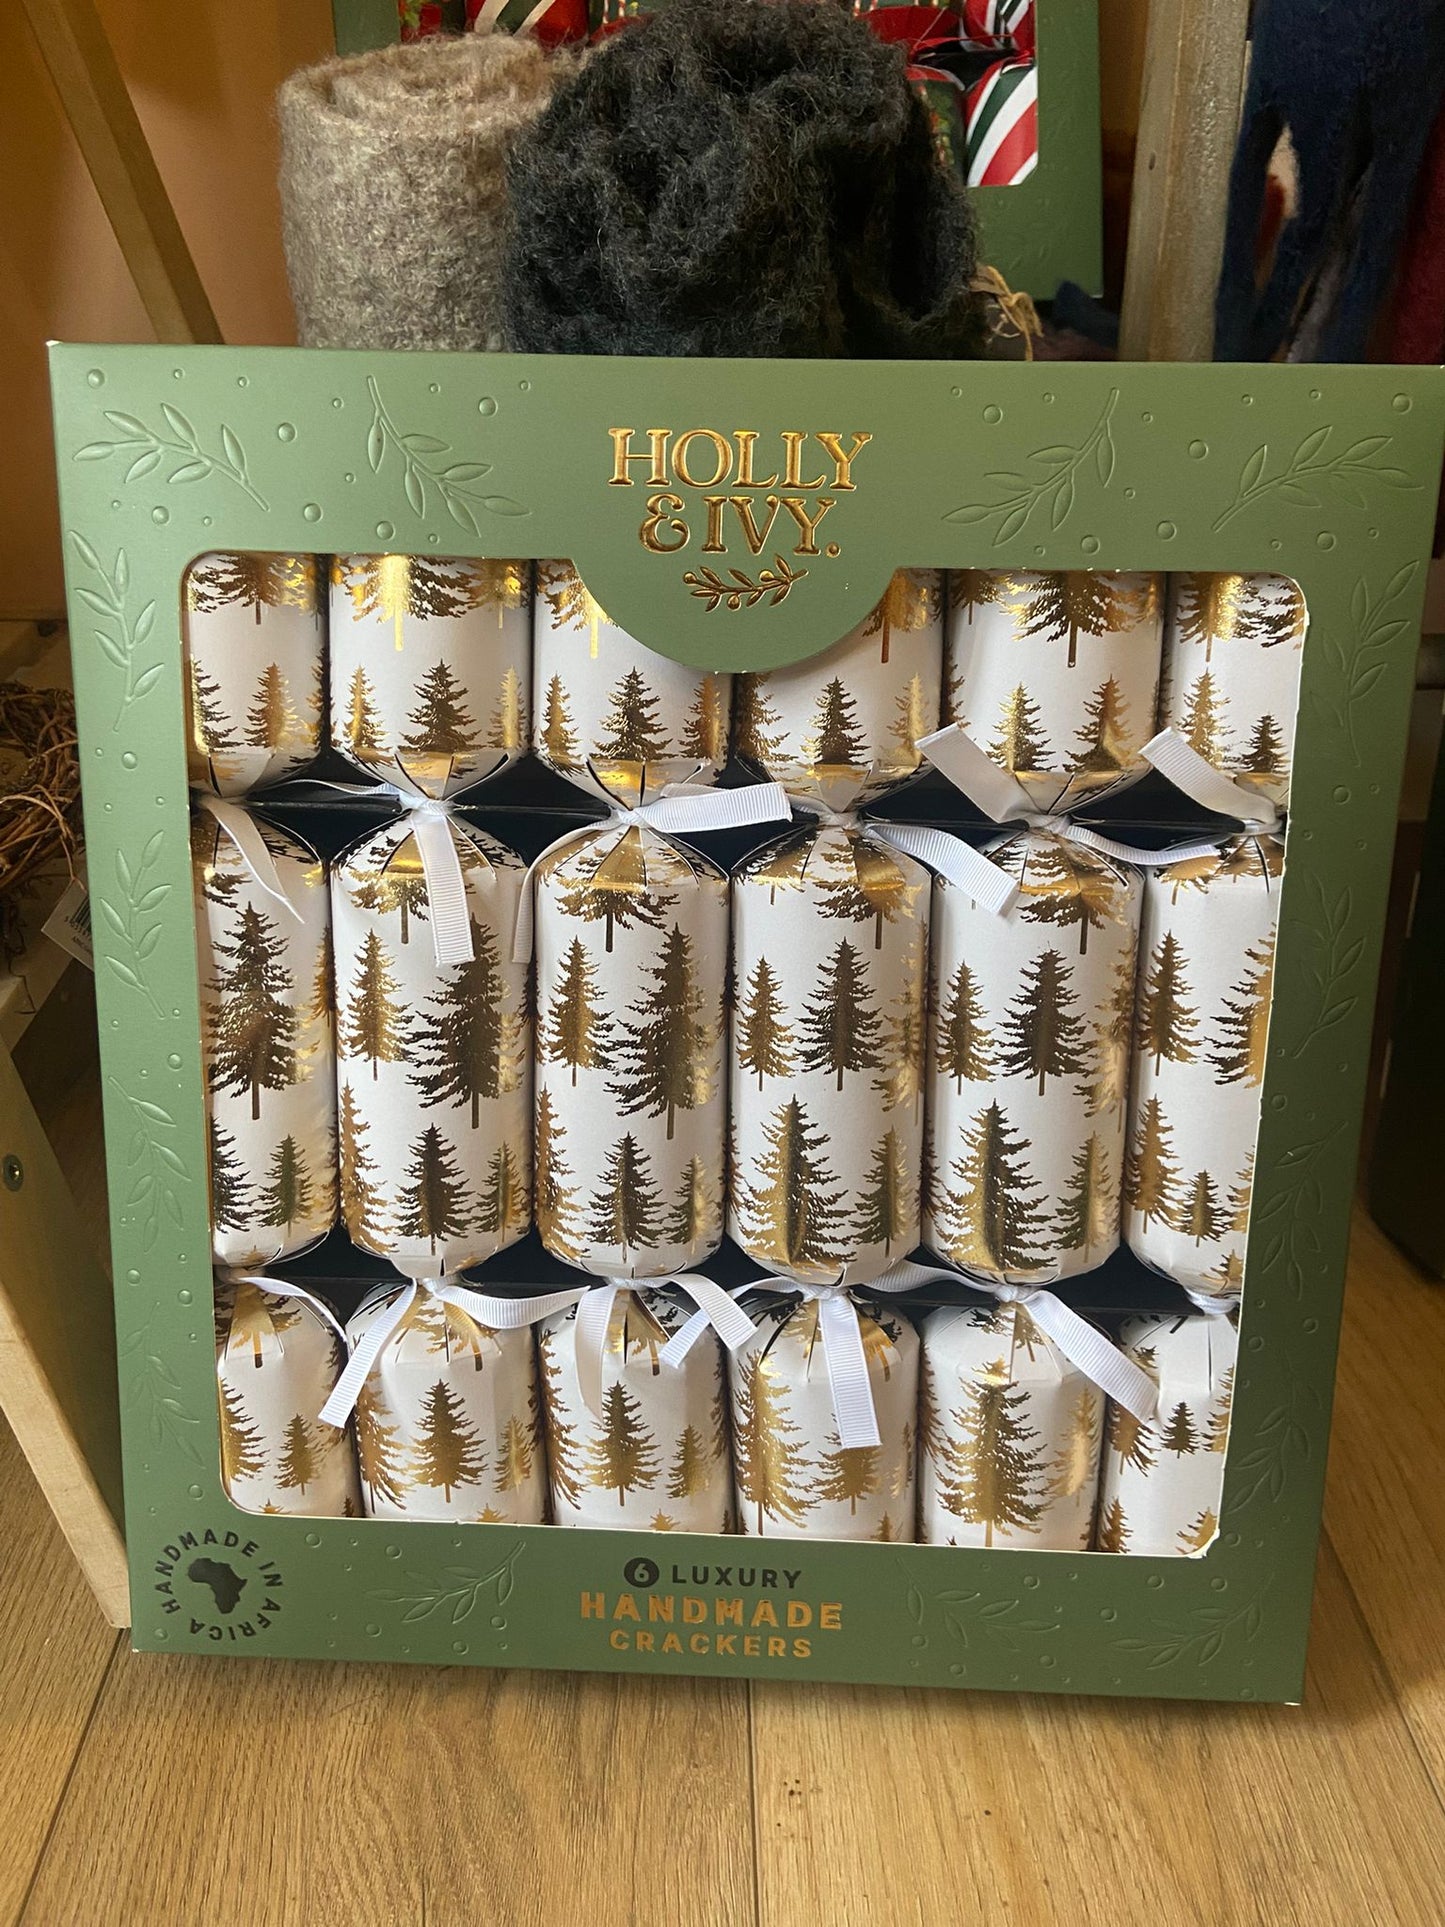 HOLLY
& IVY.
HANDMADE IN AFRICA
6 LUXURY
HANDMADE
CRACKERS